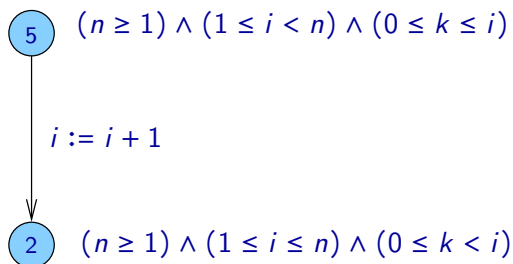 5 (n ≥ 1) ∧ (1 ≤ i < n) ∧ (0 ≤ k ≤ i)
i := i + 1
2 (n ≥ 1) ∧ (1 ≤ i ≤ n) ∧ (0 ≤ k < i)